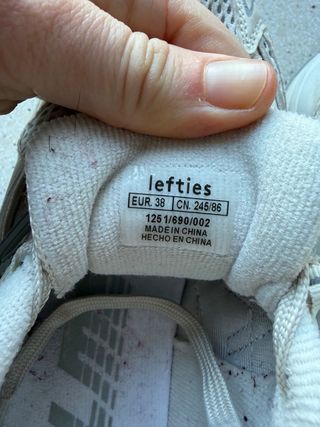 lefties
EUR. 38 CN. 245/86
1251/690/002
MADE IN CHINA
HECHO EN CHINA